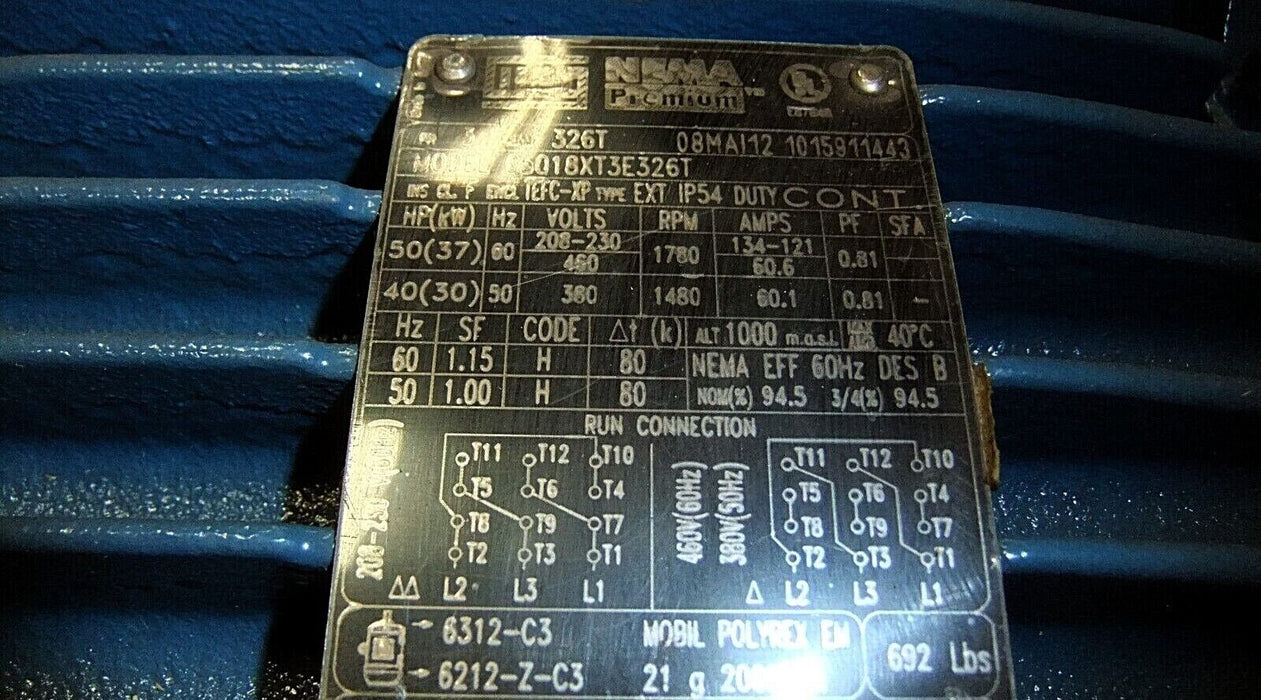 NEMA
Premium
326T 08MAI12 1015911443
018XT3E326T
INS CL. F ENCL TEFC-XP TYPE EXT IP54 DUTY CONT.
HP(kW) Hz VOLTS RPM AMPS PF SFA
50(37) 60 208-230 1780 134-121 0.81
460 60.6
40(30) 50 380 1480 60.1 0.81 -
Hz SF CODE Δt (k) ALT 1000 m.a.s.l. 40°C
60 1.15 H 80 NEMA EFF 60Hz DES B
50 1.00 H 80 NOM(%) 94.5 3/4(%) 94.5
RUN CONNECTION
T11 T12 T10
T5 T6 T4
T8 T9 T7
T2 T3 T1
ΔΔ L2 L3 L1
460V(60Hz)
380V(50Hz)
T11 T12 T10
T5 T6 T4
T8 T9 T7
T2 T3 T1
Δ L2 L3 L1
6312-C3 MOBIL POLYREX EM
6212-Z-C3 21 g
692 Lbs